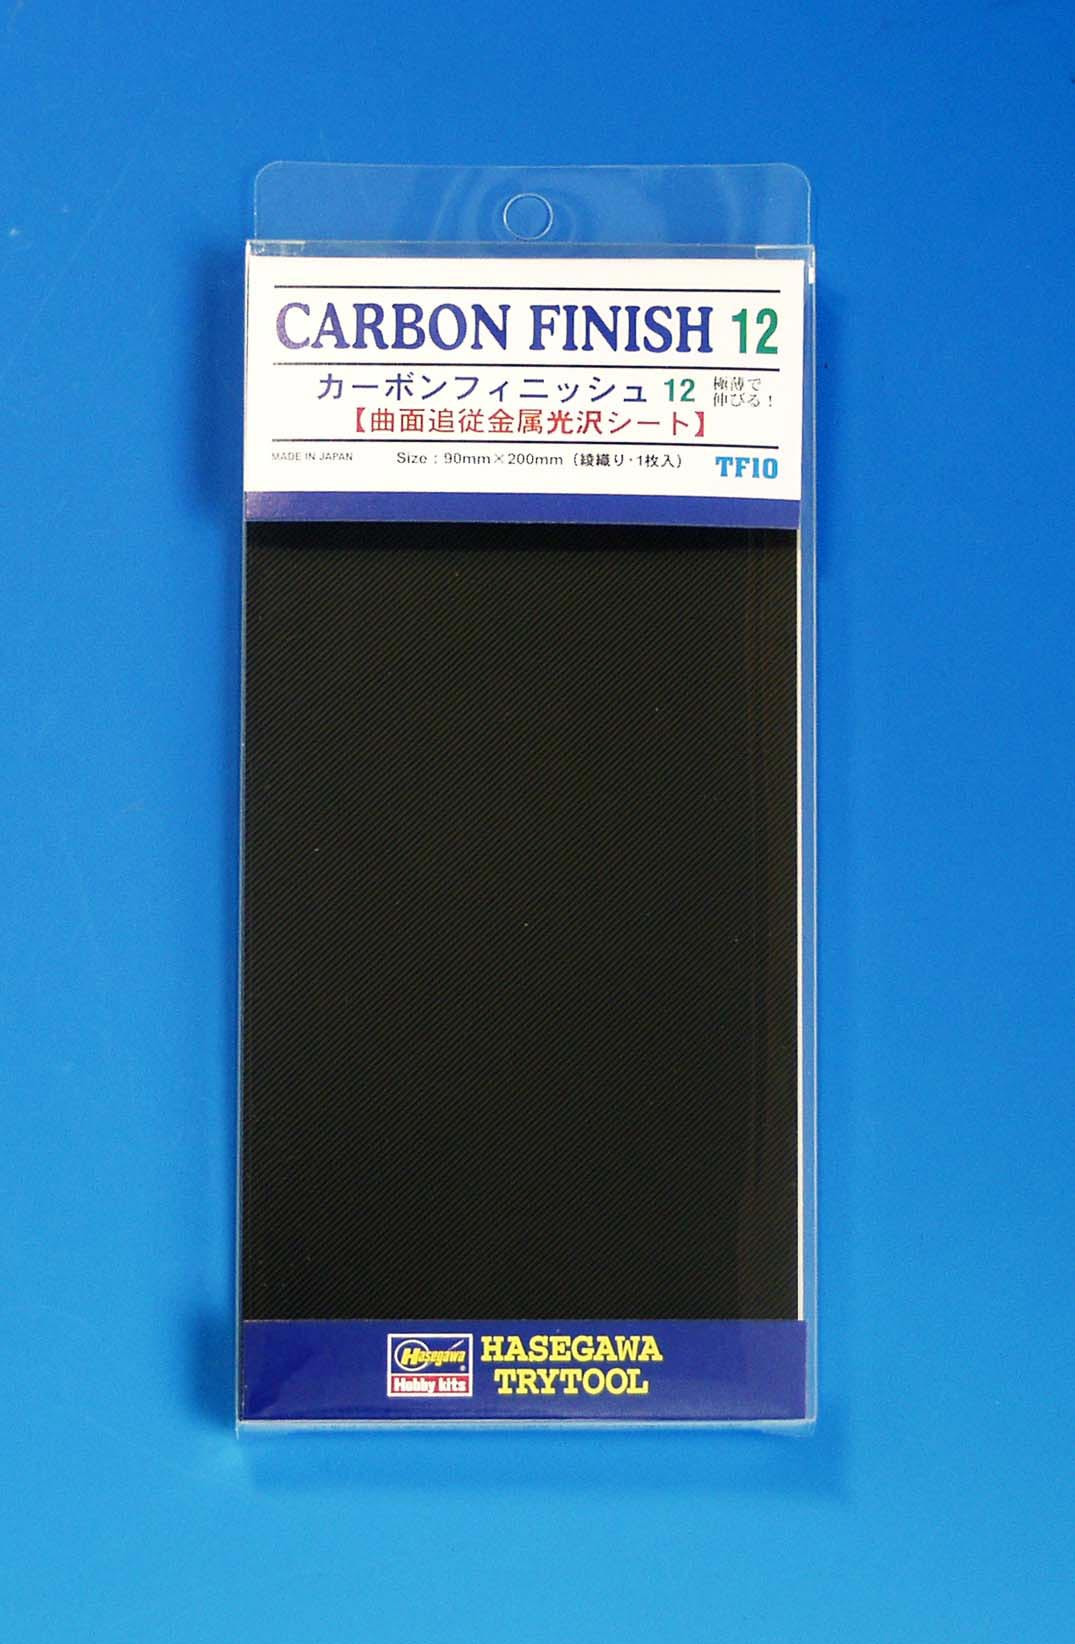 CARBON FINISH 12
カーボンフィニッシュ 12
極薄で
伸びる!
【曲面追従金属光沢シート】
MADE IN JAPAN
Size : 90mm×200mm (綾織り・1枚入)
TF10
Hasegawa
Hobby kits
HASEGAWA
TRYTOOL